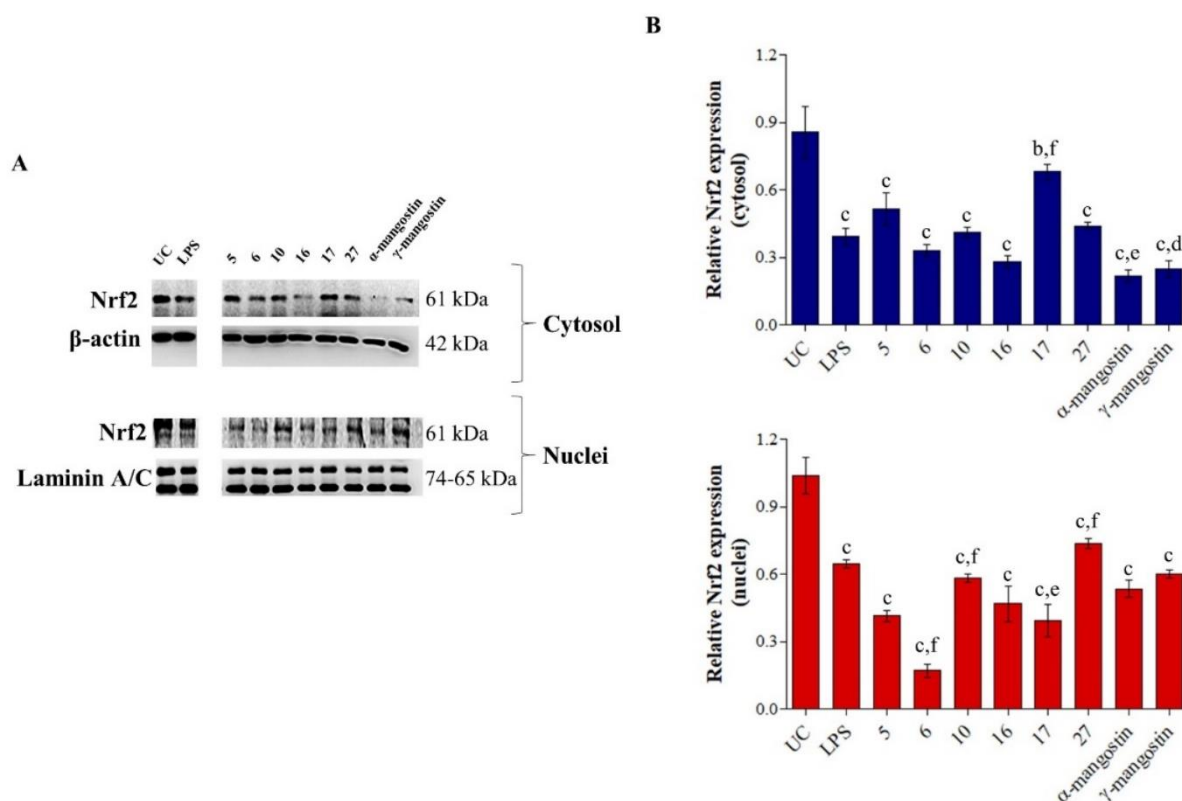 A
UC
LPS
5
6
10
16
17
27
α-mangostin
γ-mangostin
Nrf2
61 kDa
β-actin
42 kDa
Cytosol
Nrf2
61 kDa
Laminin A/C
74-65 kDa
Nuclei
B
Relative Nrf2 expression
(cytosol)
1.2
0.9
0.6
0.3
0.0
c
c
c
c
c
b,f
c
c,e
c,d
UC
LPS
5
6
10
16
17
27
α-mangostin
γ-mangostin
Relative Nrf2 expression
(nuclei)
1.2
0.9
0.6
0.3
0.0
c
c
c,f
c,f
c
c,e
c,f
c
c
UC
LPS
5
6
10
16
17
27
α-mangostin
γ-mangostin